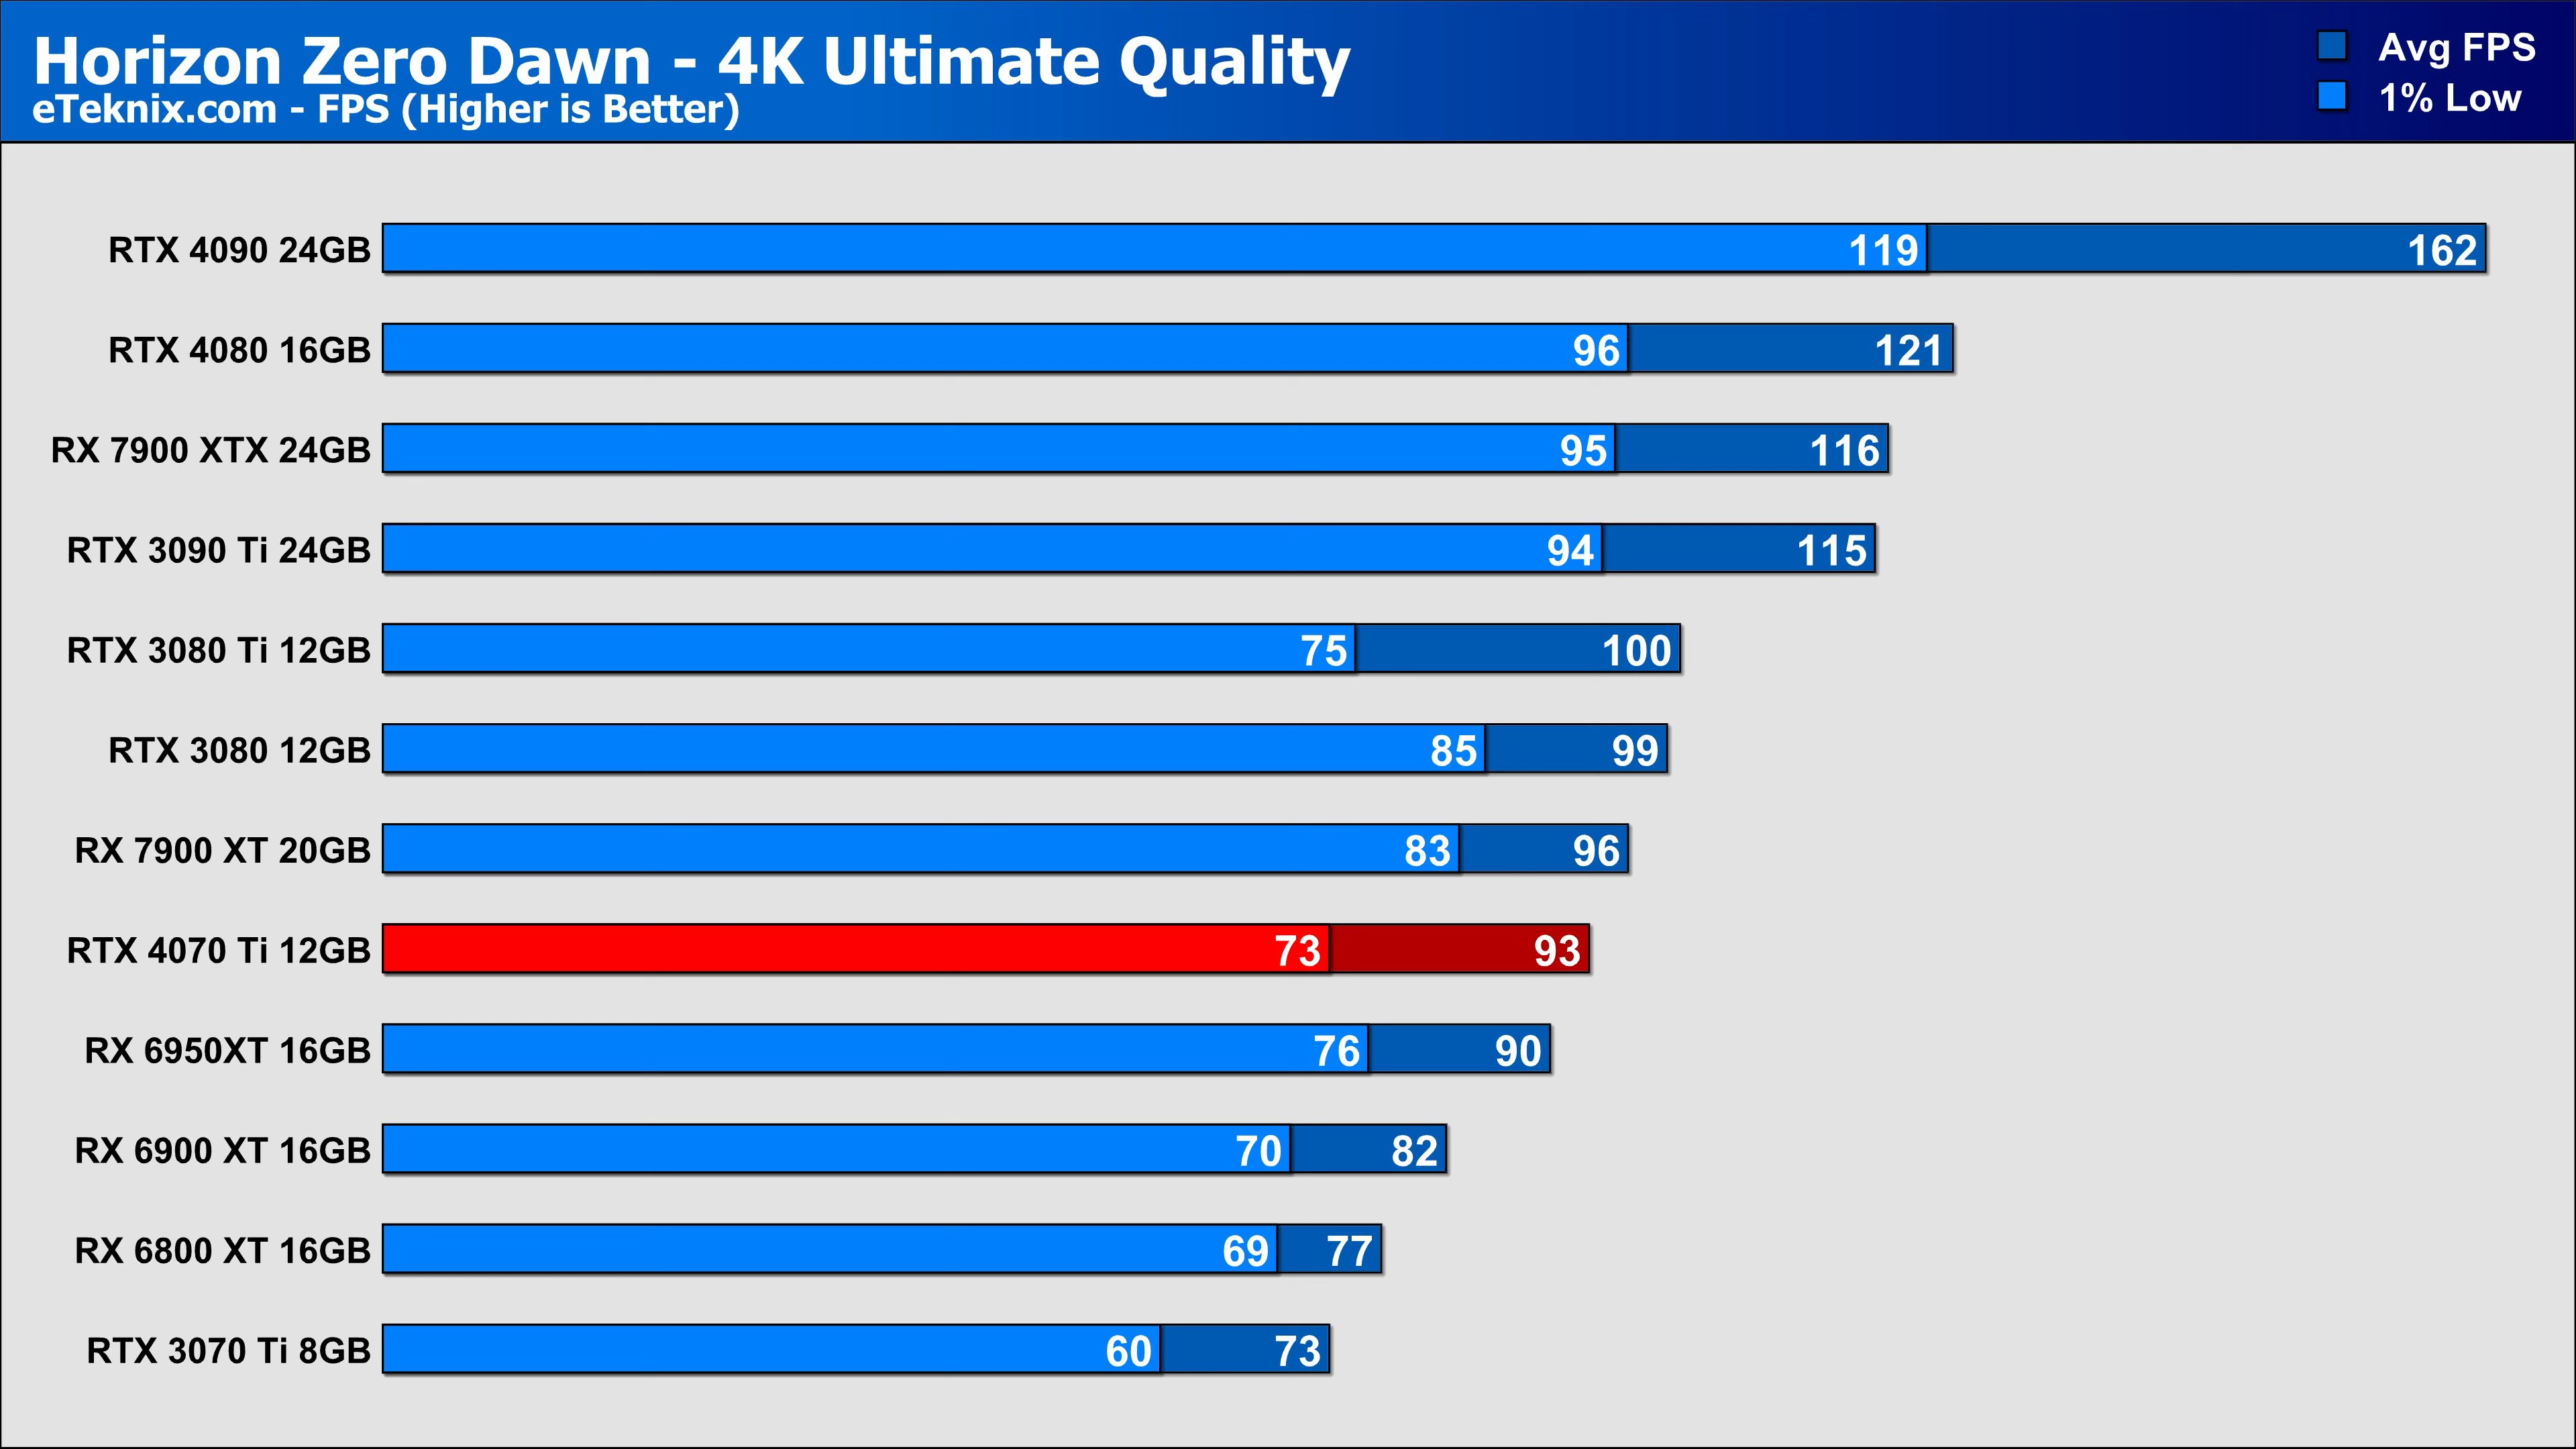 Horizon Zero Dawn - 4K Ultimate Quality
eTeknix.com - FPS (Higher is Better)
Avg FPS
1% Low
RTX 4090 24GB 119 162
RTX 4080 16GB 96 121
RX 7900 XTX 24GB 95 116
RTX 3090 Ti 24GB 94 115
RTX 3080 Ti 12GB 75 100
RTX 3080 12GB 85 99
RX 7900 XT 20GB 83 96
RTX 4070 Ti 12GB 73 93
RX 6950XT 16GB 76 90
RX 6900 XT 16GB 70 82
RX 6800 XT 16GB 69 77
RTX 3070 Ti 8GB 60 73